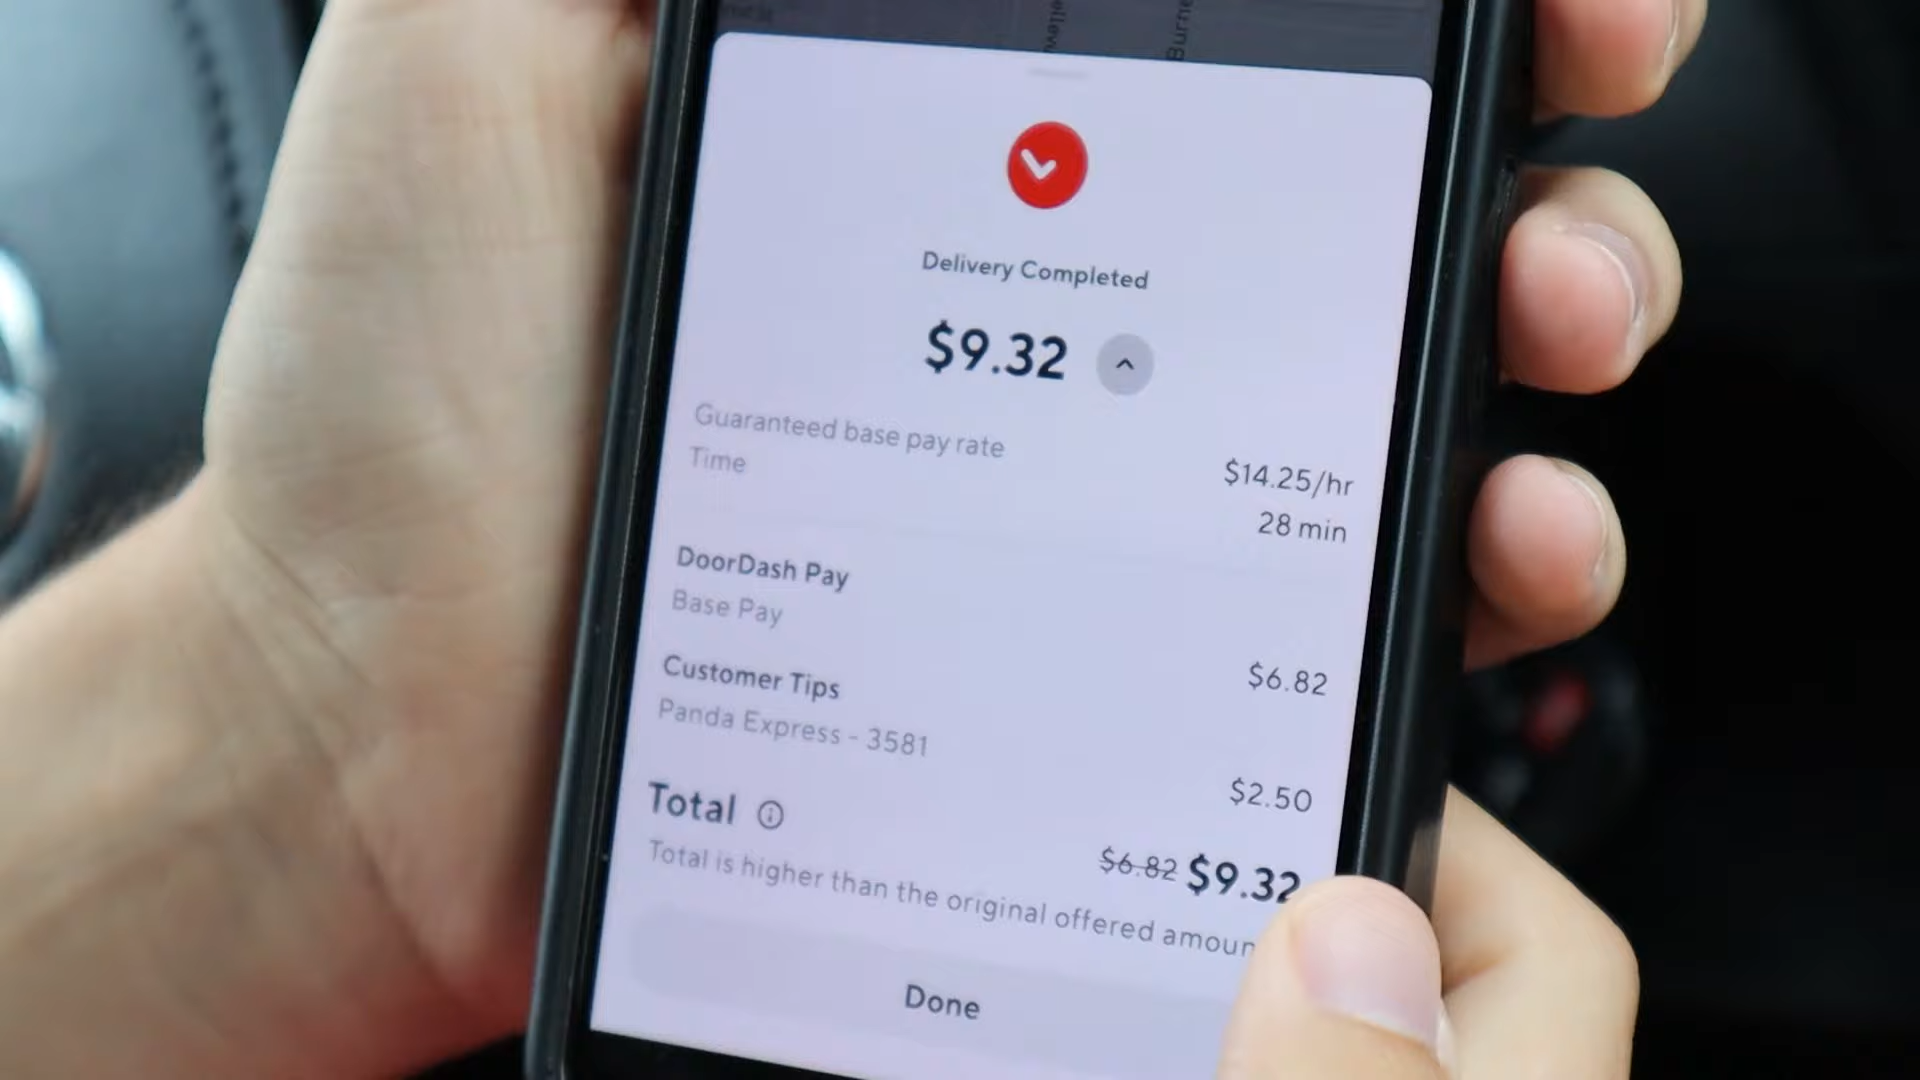 Delivery Completed
$9.32
Guaranteed base pay rate $14.25/hr
Time 28 min
DoorDash Pay
Base Pay $6.82
Customer Tips
Panda Express - 3581 $2.50
Total $6.82 $9.32
Total is higher than the original offered amoun
Done